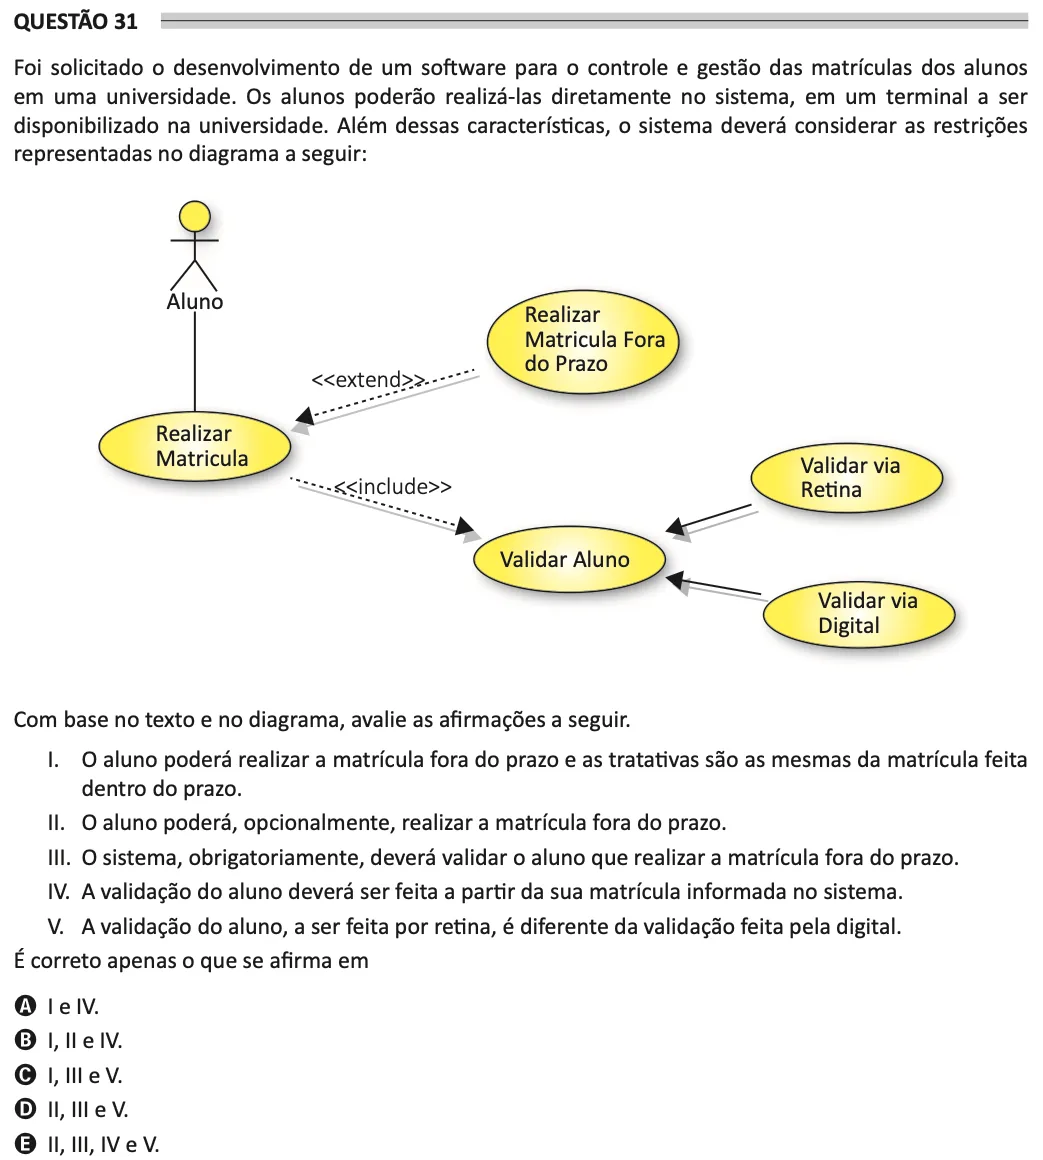 QUESTÃO 31
Foi solicitado o desenvolvimento de um software para o controle e gestão das matrículas dos alunos
em uma universidade. Os alunos poderão realizá-las diretamente no sistema, em um terminal a ser
disponibilizado na universidade. Além dessas características, o sistema deverá considerar as restrições
representadas no diagrama a seguir:
Aluno
Realizar
Matricula Fora
do Prazo
<<extend>>
Realizar
Matricula
<<include>>
Validar via
Retina
Validar Aluno
Validar via
Digital
Com base no texto e no diagrama, avalie as afirmações a seguir.
I. O aluno poderá realizar a matrícula fora do prazo e as tratativas são as mesmas da matrícula feita
dentro do prazo.
II. O aluno poderá, opcionalmente, realizar a matrícula fora do prazo.
III. O sistema, obrigatoriamente, deverá validar o aluno que realizar a matrícula fora do prazo.
IV. A validação do aluno deverá ser feita a partir da sua matrícula informada no sistema.
V. A validação do aluno, a ser feita por retina, é diferente da validação feita pela digital.
É correto apenas o que se afirma em
A I e IV.
B I, II e IV.
C I, III e V.
D II, III e V.
E II, III, IV e V.